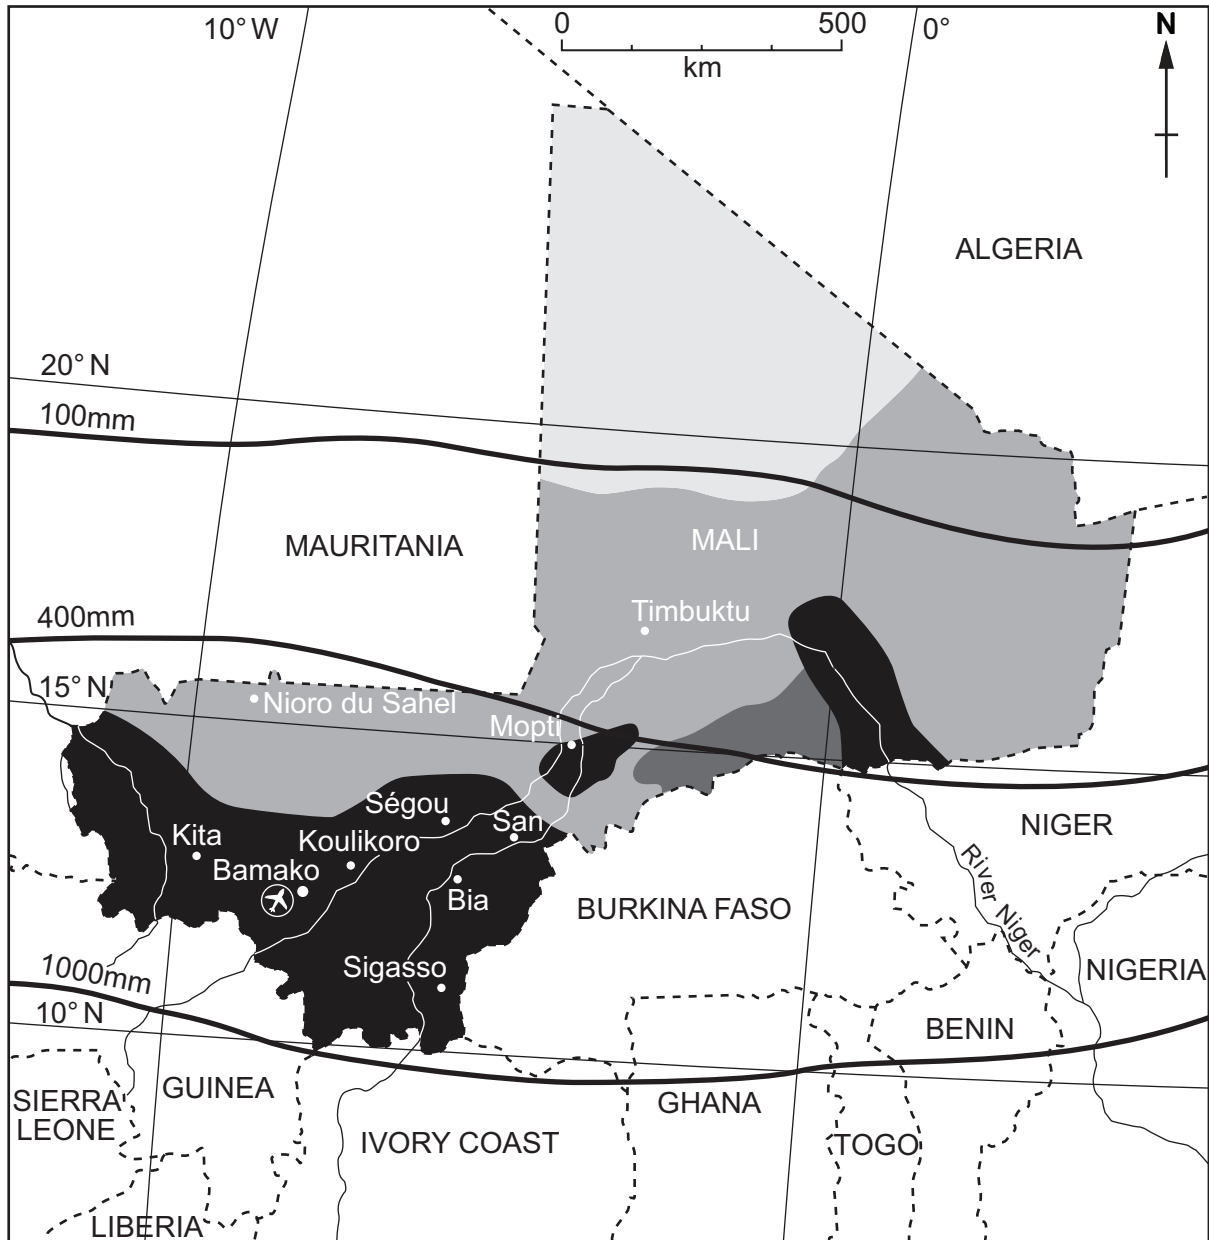 10° W
0
500
0°
N
km
ALGERIA
20° N
100mm
MAURITANIA
MALI
400mm
Timbuktu
15° N
Nioro du Sahel
Mopti
Ségou
San
Kita
Koulikoro
NIGER
Bamako
Bia
BURKINA FASO
River Niger
Sigasso
1000mm
NIGERIA
10° N
BENIN
SIERRA
LEONE
GUINEA
GHANA
IVORY COAST
TOGO
LIBERIA